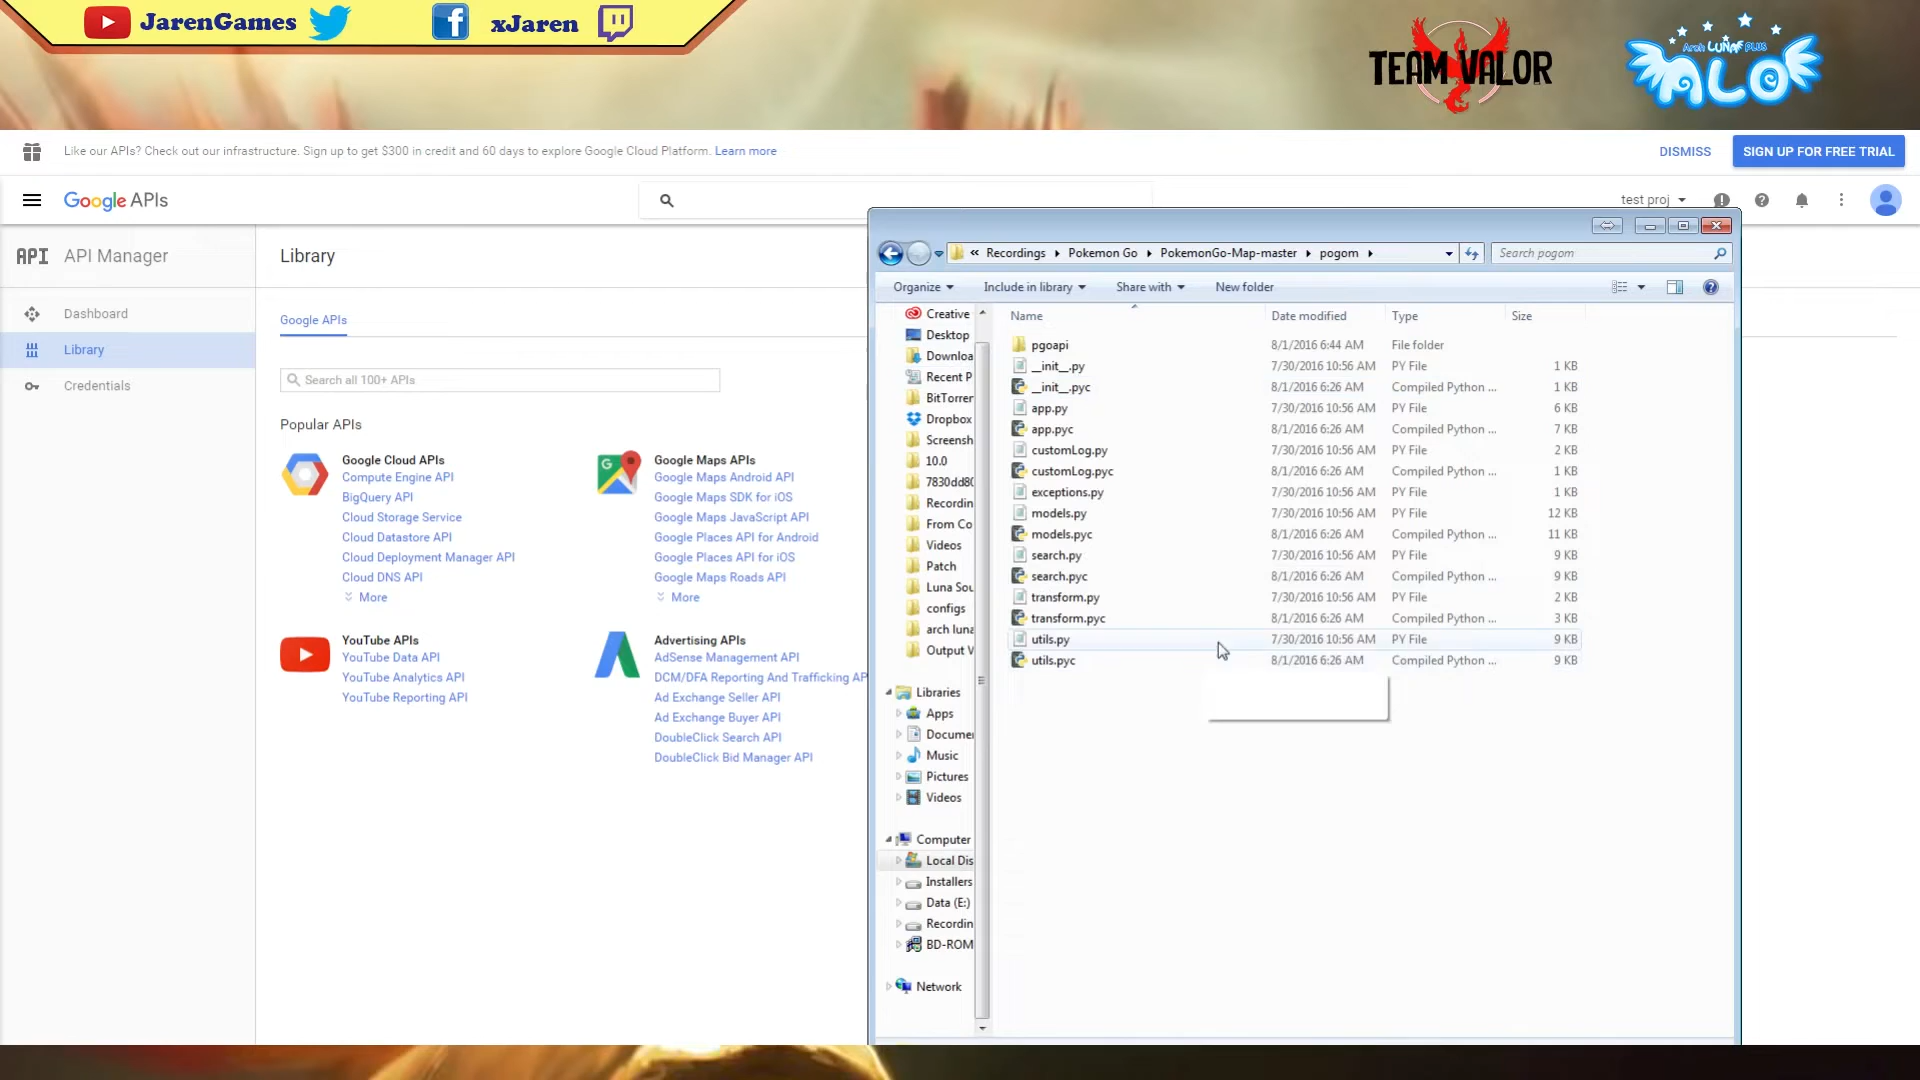 JarenGames
xJaren
TEAM VALOR
Arch LUNA PLUS
ALO
Like our APIs? Check out our infrastructure. Sign up to get $300 in credit and 60 days to explore Google Cloud Platform. Learn more
DISMISS
SIGN UP FOR FREE TRIAL
Google APIs
test proj
API API Manager
Library
Dashboard
Library
Credentials
Google APIs
Search all 100+ APIs
Popular APIs
Google Cloud APIs
Compute Engine API
BigQuery API
Cloud Storage Service
Cloud Datastore API
Cloud Deployment Manager API
Cloud DNS API
More
Google Maps APIs
Google Maps Android API
Google Maps SDK for iOS
Google Maps JavaScript API
Google Places API for Android
Google Places API for iOS
Google Maps Roads API
More
YouTube APIs
YouTube Data API
YouTube Analytics API
YouTube Reporting API
Advertising APIs
AdSense Management API
DCM/DFA Reporting And Trafficking AP
Ad Exchange Seller API
Ad Exchange Buyer API
DoubleClick Search API
DoubleClick Bid Manager API
« Recordings Pokemon Go PokemonGo-Map-master pogom
Search pogom
Organize Include in library Share with New folder
Creative
Desktop
Downloa
Recent P
BitTorren
Dropbox
Screensh
10.0
7830dd80
Recordin
From Co
Videos
Patch
Luna Sou
configs
arch luna
Output V
Libraries
Apps
Documen
Music
Pictures
Videos
Computer
Local Dis
Installers
Data (E:)
Recordin
BD-ROM
Network
Name Date modified Type Size
pgoapi 8/1/2016 6:44 AM File folder
__init__.py 7/30/2016 10:56 AM PY File 1 KB
__init__.pyc 8/1/2016 6:26 AM Compiled Python ... 1 KB
app.py 7/30/2016 10:56 AM PY File 6 KB
app.pyc 8/1/2016 6:26 AM Compiled Python ... 7 KB
customLog.py 7/30/2016 10:56 AM PY File 2 KB
customLog.pyc 8/1/2016 6:26 AM Compiled Python ... 1 KB
exceptions.py 7/30/2016 10:56 AM PY File 1 KB
models.py 7/30/2016 10:56 AM PY File 12 KB
models.pyc 8/1/2016 6:26 AM Compiled Python ... 11 KB
search.py 7/30/2016 10:56 AM PY File 9 KB
search.pyc 8/1/2016 6:26 AM Compiled Python ... 9 KB
transform.py 7/30/2016 10:56 AM PY File 2 KB
transform.pyc 8/1/2016 6:26 AM Compiled Python ... 3 KB
utils.py 7/30/2016 10:56 AM PY File 9 KB
utils.pyc 8/1/2016 6:26 AM Compiled Python ... 9 KB